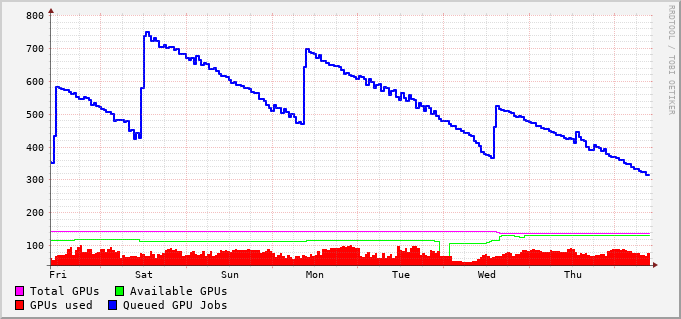 800
700
600
500
400
300
200
100
Fri Sat Sun Mon Tue Wed Thu
Total GPUs Available GPUs
GPUs used Queued GPU Jobs
RRDTOOL / TOBI OETIKER